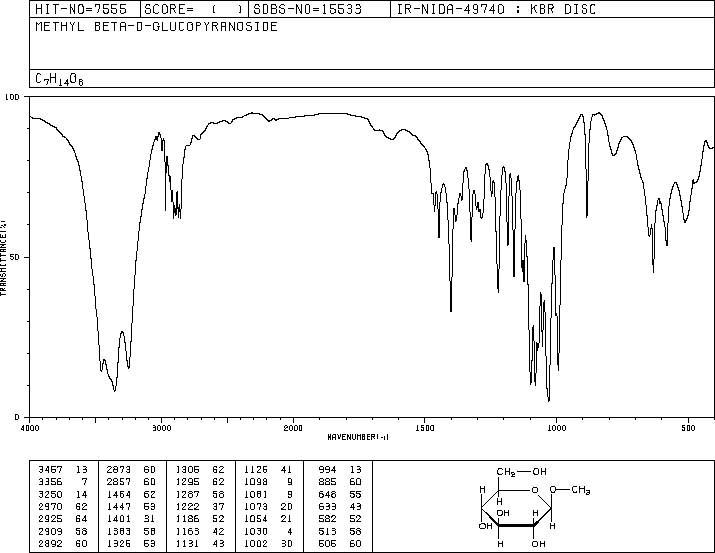 HIT-NO=7555 SCORE= ( ) SDBS-NO=15533 IR-NIDA-49740 : KBR DISC
METHYL BETA-D-GLUCOPYRANOSIDE
C7H14O6
100
50
0
TRANSMITTANCE(%)
4000 3000 2000 1500 1000 500
WAVENUMBER(-1)
3457 13 2873 60 1306 62 1126 41 994 13
3356 7 2857 60 1295 62 1098 9 885 60
3250 14 1464 62 1287 58 1081 9 648 55
2970 62 1447 53 1222 37 1073 20 633 43
2925 64 1401 31 1186 52 1054 21 582 52
2909 58 1383 58 1163 42 1030 4 513 58
2892 60 1325 53 1131 43 1002 30 505 60
CH2 OH
H O O CH3
H
OH H
OH H
H OH